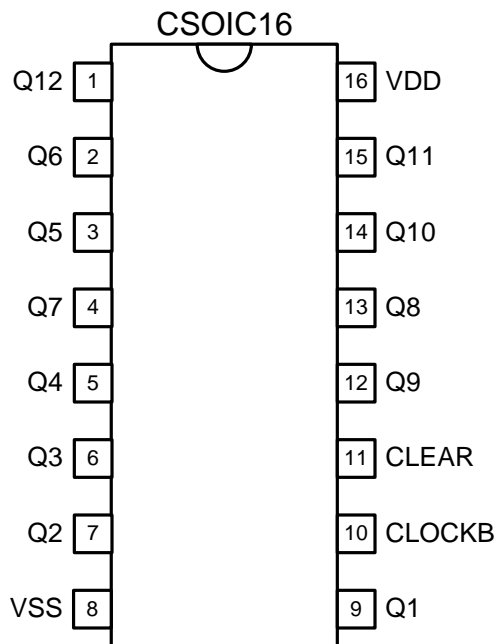 CSOIC16
Q12 1 16 VDD
Q6 2 15 Q11
Q5 3 14 Q10
Q7 4 13 Q8
Q4 5 12 Q9
Q3 6 11 CLEAR
Q2 7 10 CLOCKB
VSS 8 9 Q1